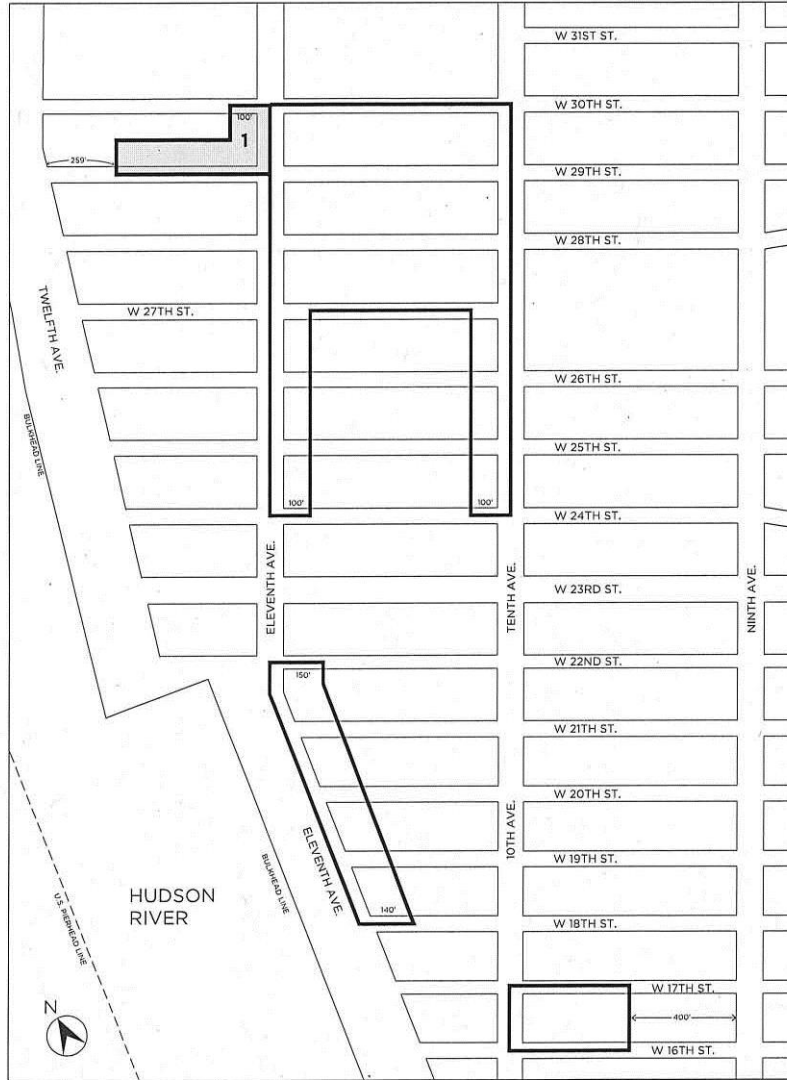 W 31ST ST.
W 30TH ST.
100'
1
259'
W 29TH ST.
W 28TH ST.
TWELFTH AVE.
W 27TH ST.
W 26TH ST.
BULKHEAD LINE
W 25TH ST.
100'
100'
W 24TH ST.
ELEVENTH AVE.
TENTH AVE.
NINTH AVE.
W 23RD ST.
W 22ND ST.
150'
W 21TH ST.
W 20TH ST.
10TH AVE.
ELEVENTH AVE.
BULKHEAD LINE
W 19TH ST.
HUDSON
RIVER
U.S. PIERHEAD LINE
140'
W 18TH ST.
W 17TH ST.
N
400'
W 16TH ST.